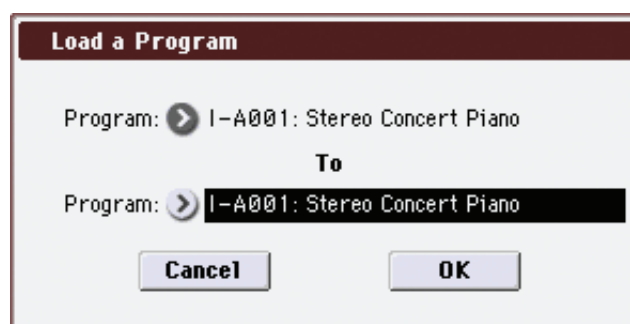 Load a Program
Program: I-A001: Stereo Concert Piano
To
Program: I-A001: Stereo Concert Piano
Cancel OK